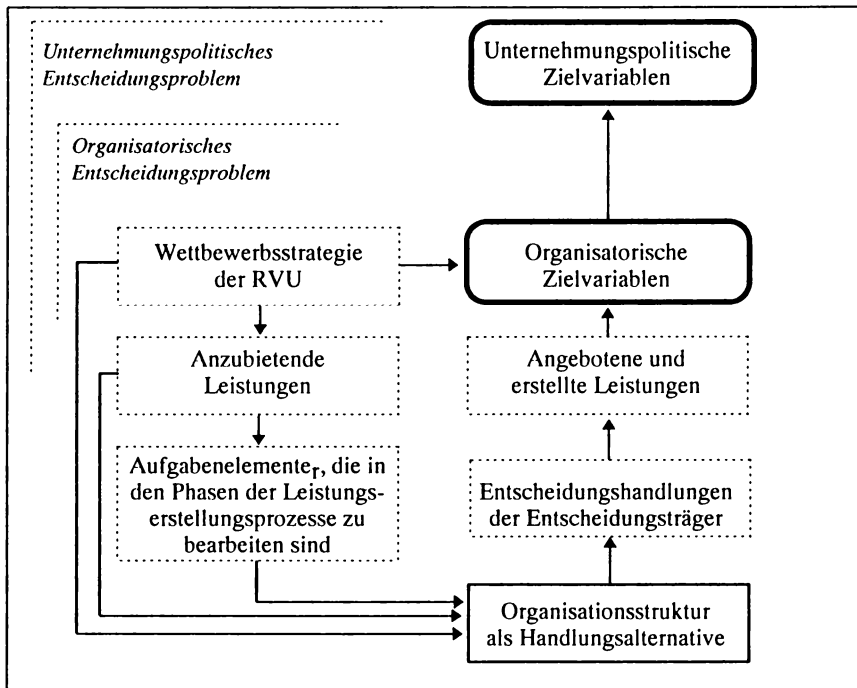 Unternehmungspolitisches
Entscheidungsproblem
Unternehmungspolitische
Zielvariablen
Organisatorisches
Entscheidungsproblem
Wettbewerbsstrategie
der RVU
Organisatorische
Zielvariablen
Anzubietende
Leistungen
Angebotene und
erstellte Leistungen
Aufgabenelementer, die in
den Phasen der Leistungs-
erstellungsprozesse zu
bearbeiten sind
Entscheidungshandlungen
der Entscheidungsträger
Organisationsstruktur
als Handlungsalternative